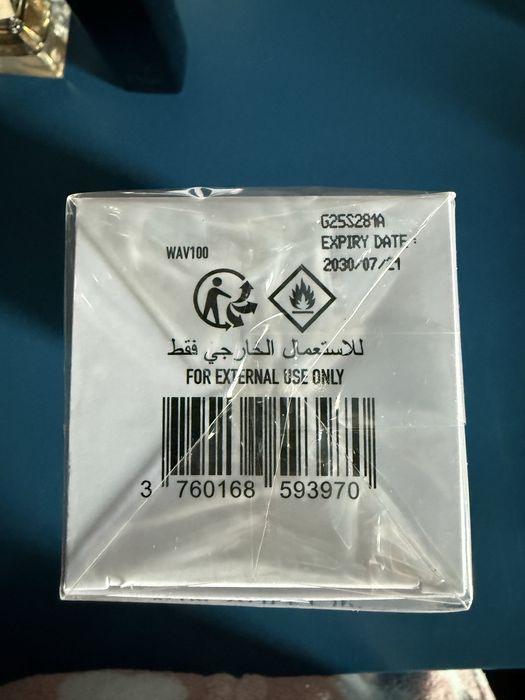 G25S281A
EXPIRY DATE :
2030/07/21
WAV100
للاستعمال الخارجي فقط
FOR EXTERNAL USE ONLY
3 760168 593970